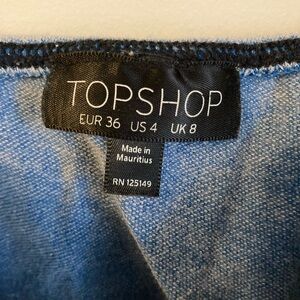 TOPSHOP
EUR 36 US 4 UK 8
Made in
Mauritius
RN 125149